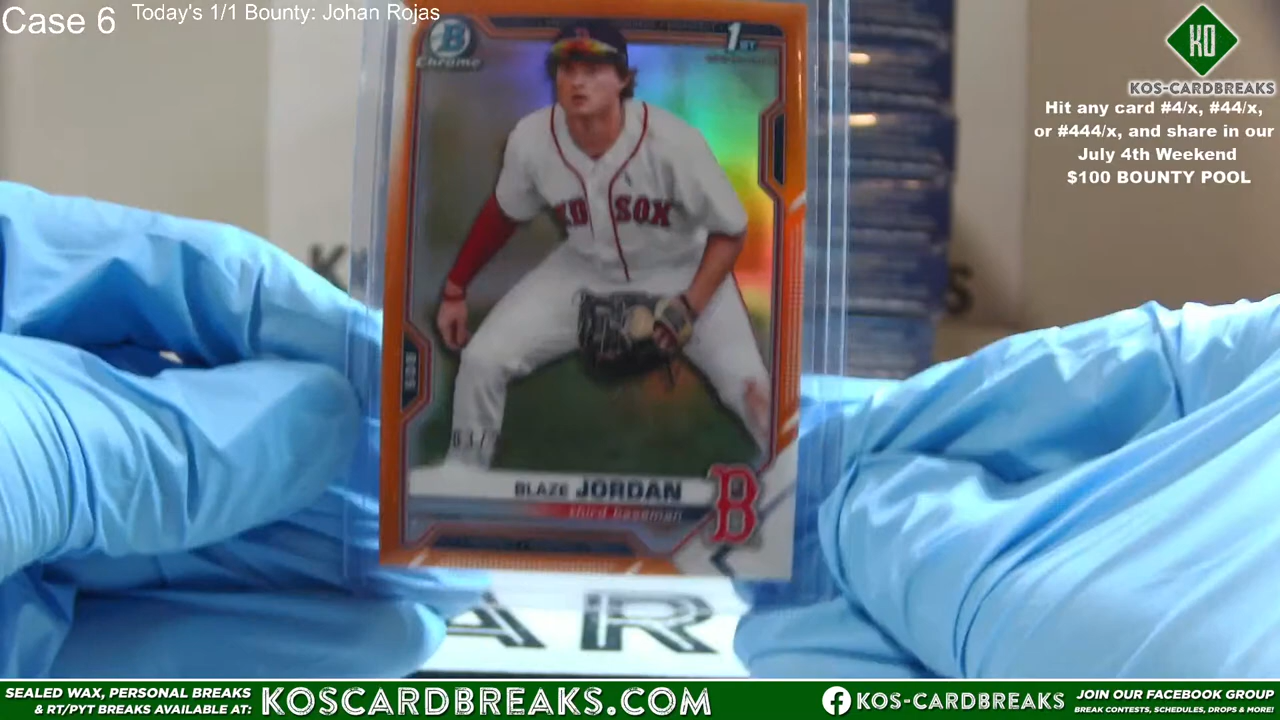 Case 6
Today's 1/1 Bounty: Johan Rojas
KO
KOS-CARDBREAKS
Hit any card #4/x, #44/x,
or #444/x, and share in our
July 4th Weekend
$100 BOUNTY POOL
B
Chrome
1ST
SOX
BLAZE JORDAN
third baseman
B
AR
SEALED WAX, PERSONAL BREAKS
& RT/PYT BREAKS AVAILABLE AT:
KOSCARDBREAKS.COM
KOS-CARDBREAKS
JOIN OUR FACEBOOK GROUP
BREAK CONTESTS, SCHEDULES, DROPS & MORE!